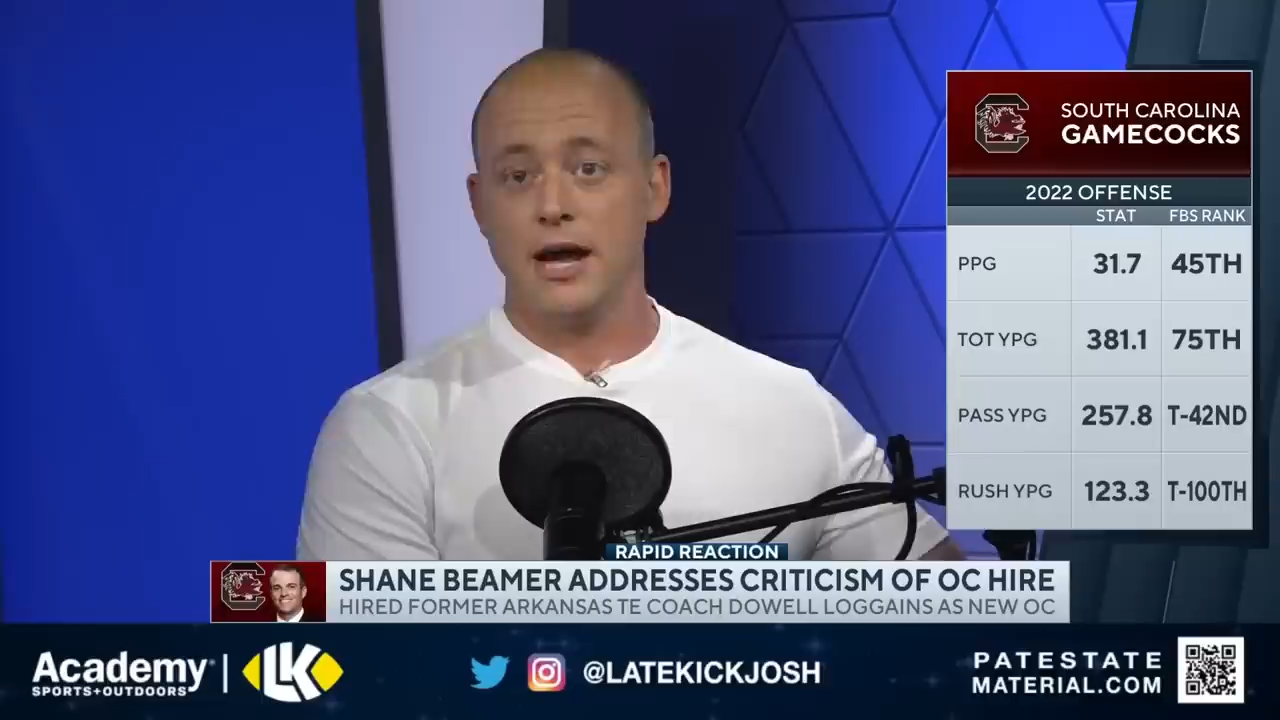 SOUTH CAROLINA
GAMECOCKS
2022 OFFENSE
STAT FBS RANK
PPG 31.7 45TH
TOT YPG 381.1 75TH
PASS YPG 257.8 T-42ND
RUSH YPG 123.3 T-100TH
RAPID REACTION
SHANE BEAMER ADDRESSES CRITICISM OF OC HIRE
HIRED FORMER ARKANSAS TE COACH DOWELL LOGGAINS AS NEW OC
Academy
SPORTS+OUTDOORS
LK
@LATEKICKJOSH
PATESTATE
MATERIAL.COM